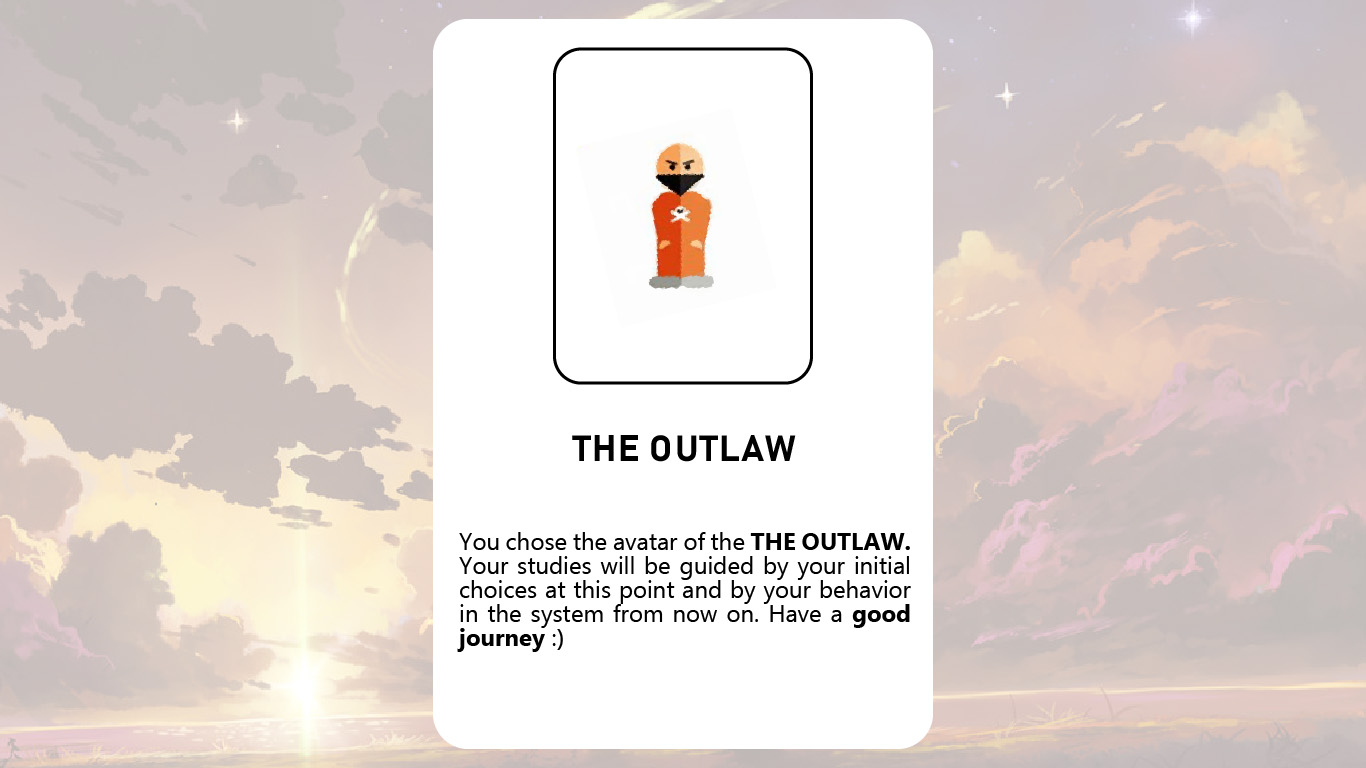 THE OUTLAW
You chose the avatar of the THE OUTLAW.
Your studies will be guided by your initial
choices at this point and by your behavior
in the system from now on. Have a good
journey :)